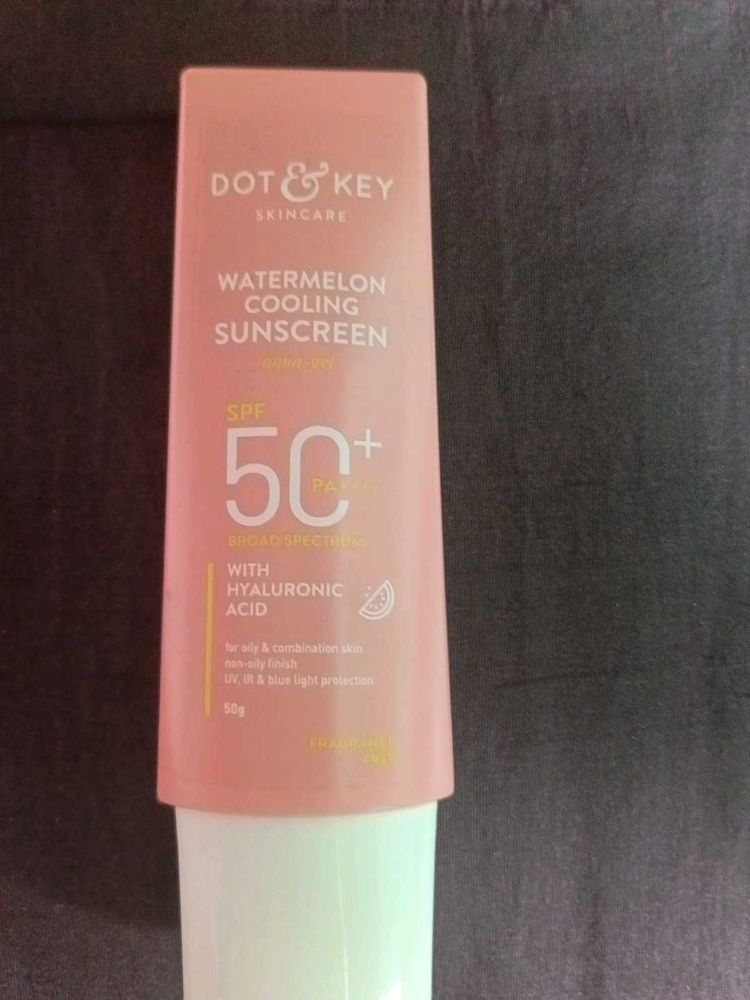 DOT & KEY
SKINCARE
WATERMELON
COOLING
SUNSCREEN
aqua-gel
SPF
50+
PA++++
BROAD SPECTRUM
WITH
HYALURONIC
ACID
for oily & combination skin
non-oily finish
UV, IR & blue light protection
50g
FRAGRANCE
FREE